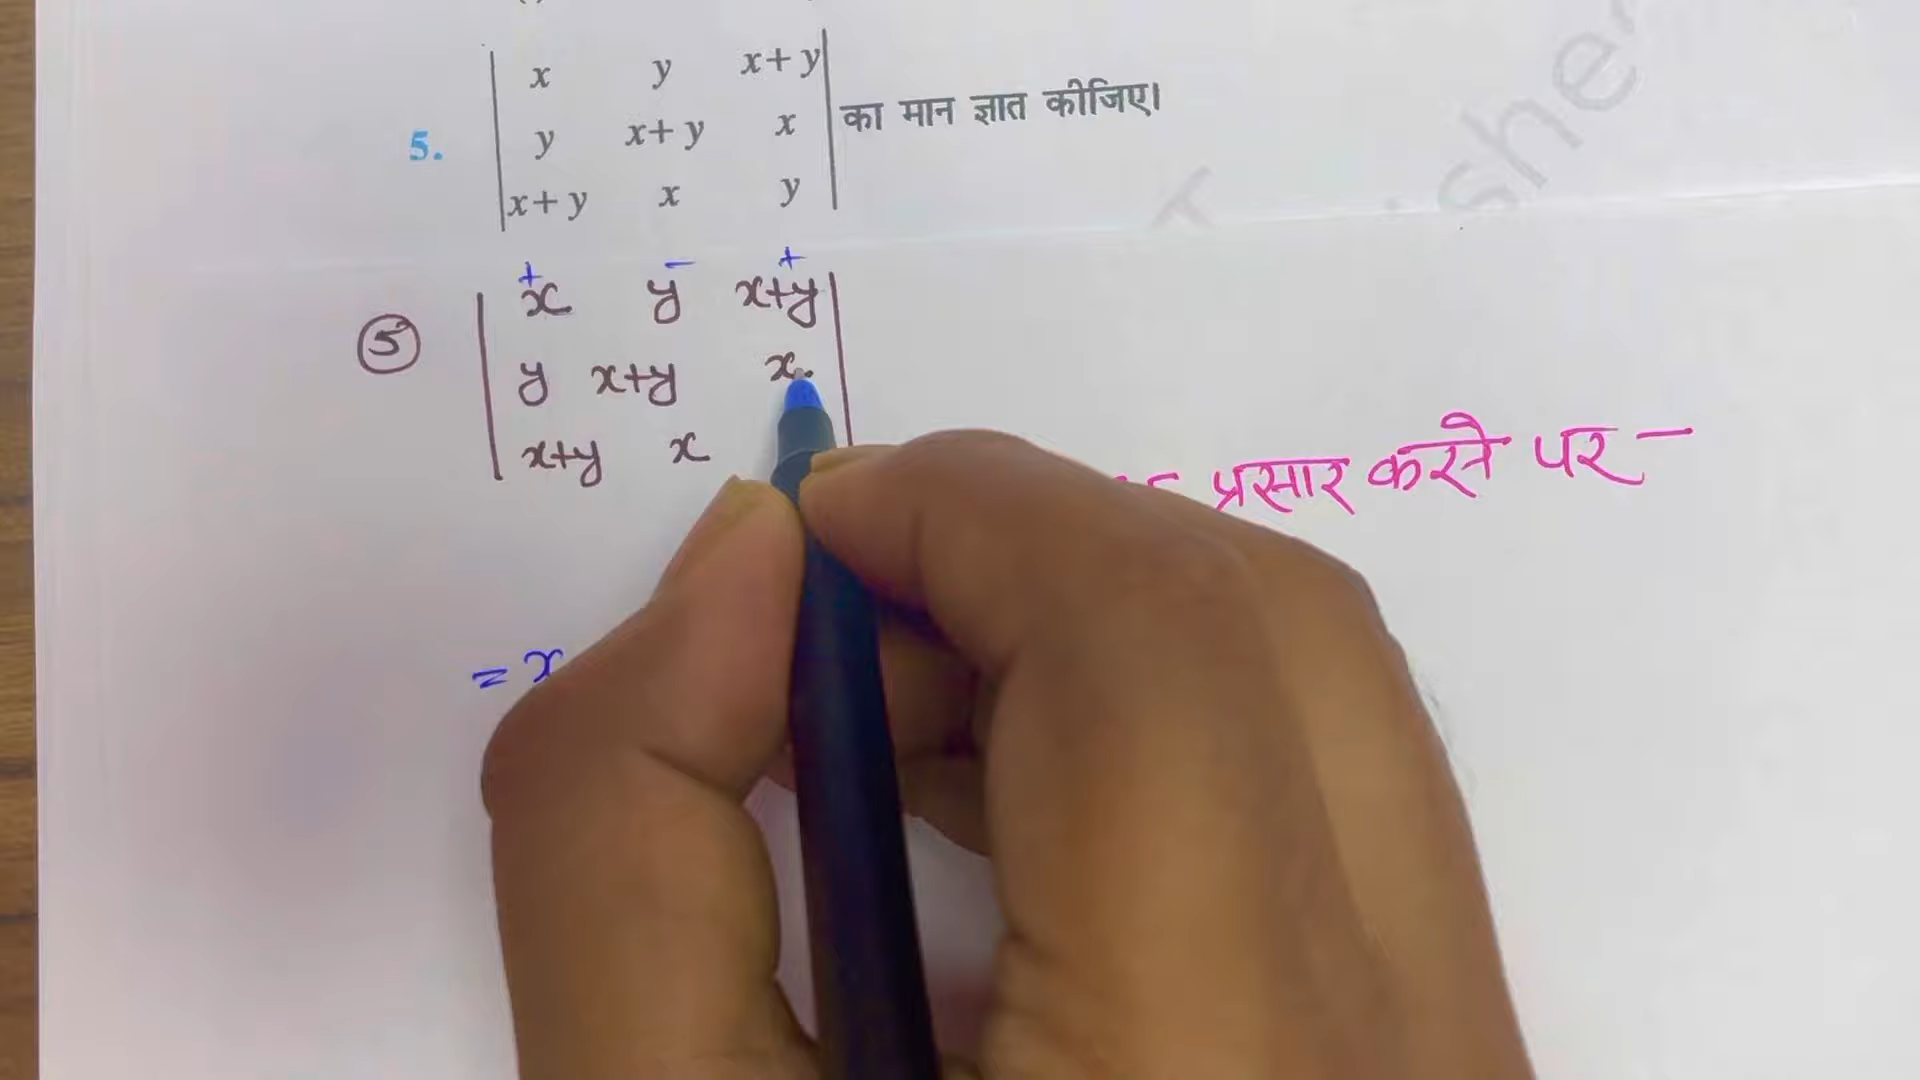 x y x+y
5. y x+y x का मान ज्ञात कीजिए।
x+y x y
+ - +
x y x+y
5 y x+y x
x+y x
प्रसार करने पर -
= x